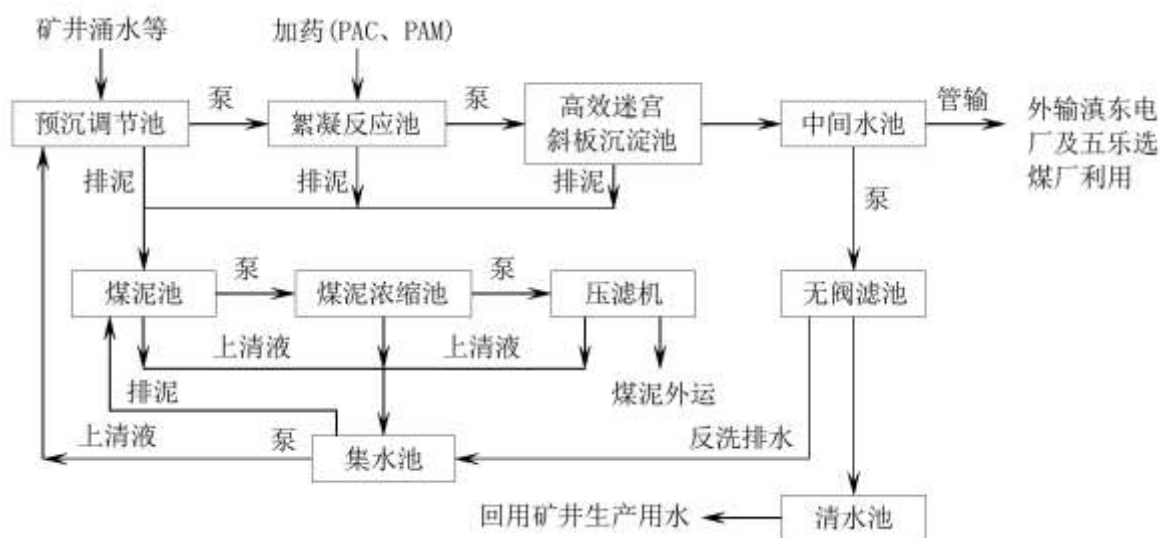 矿井涌水等
加药(PAC、PAM)
预沉调节池
泵
絮凝反应池
泵
高效迷宫
斜板沉淀池
中间水池
管输
外输滇东电
厂及五乐选
煤厂利用
排泥
排泥
排泥
泵
煤泥池
泵
煤泥浓缩池
泵
压滤机
无阀滤池
上清液
上清液
排泥
煤泥外运
上清液
泵
集水池
反洗排水
回用矿井生产用水
清水池